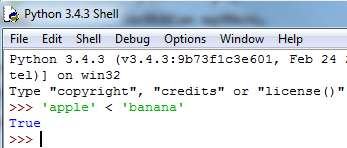 Python 3.4.3 Shell
File Edit Shell Debug Options Window Help
Python 3.4.3 (v3.4.3:9b73f1c3e601, Feb 24
tel)] on win32
Type "copyright", "credits" or "license()"
>>> 'apple' < 'banana'
True
>>>